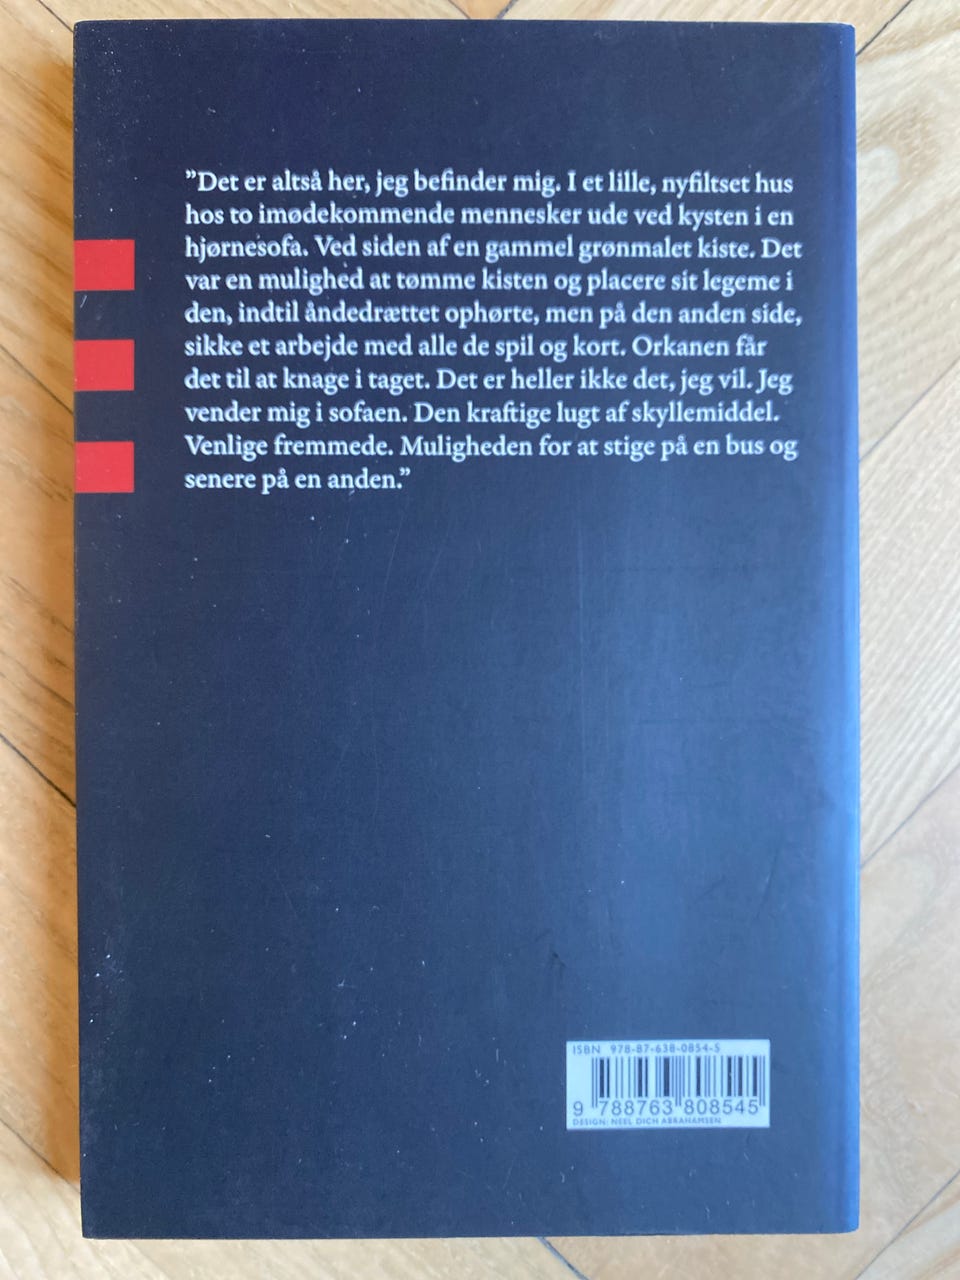 ”Det er altså her, jeg befinder mig. I et lille, nyfiltset hus
hos to imødekommende mennesker ude ved kysten i en
hjørnesofa. Ved siden af en gammel grønmalet kiste. Det
var en mulighed at tømme kisten og placere sit legeme i
den, indtil åndedrættet ophørte, men på den anden side,
sikke et arbejde med alle de spil og kort. Orkanen får
det til at knage i taget. Det er heller ikke det, jeg vil. Jeg
vender mig i sofaen. Den kraftige lugt af skyllemiddel.
Venlige fremmede. Muligheden for at stige på en bus og
senere på en anden.”
ISBN 978-87-638-0854-5
9 788763 808545
DESIGN: NEEL DICH ABRAHAMSEN